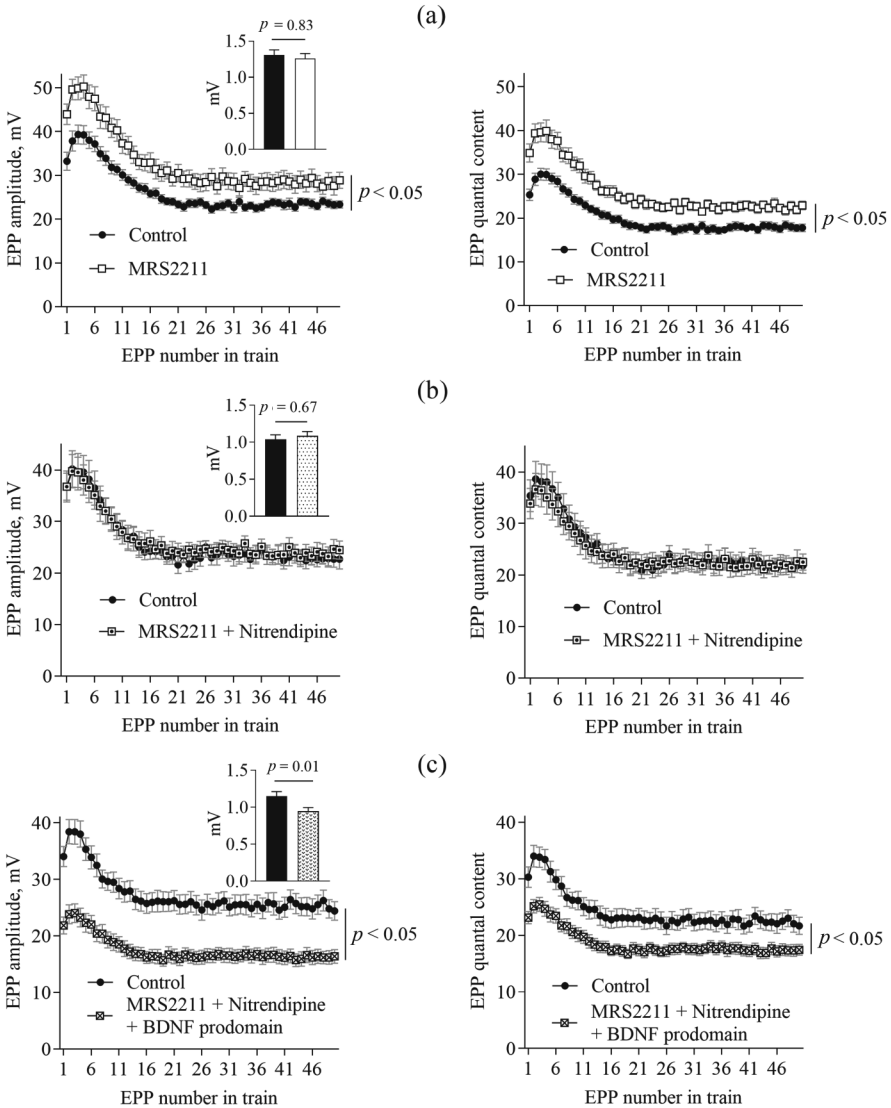 (a)
p = 0.83
1.5
1.0
0.5
0.0
mV
50
40
30
20
10
0
EPP amplitude, mV
p < 0.05
Control
MRS2211
1 6 11 16 21 26 31 36 41 46
EPP number in train
50
40
30
20
10
0
EPP quantal content
p < 0.05
Control
MRS2211
1 6 11 16 21 26 31 36 41 46
EPP number in train
(b)
p = 0.67
1.5
1.0
0.5
0.0
mV
40
30
20
10
0
EPP amplitude, mV
Control
MRS2211 + Nitrendipine
1 6 11 16 21 26 31 36 41 46
EPP number in train
40
30
20
10
0
EPP quantal content
Control
MRS2211 + Nitrendipine
1 6 11 16 21 26 31 36 41 46
EPP number in train
(c)
p = 0.01
1.5
1.0
0.5
0.0
mV
40
30
20
10
0
EPP amplitude, mV
p < 0.05
Control
MRS2211 + Nitrendipine
+ BDNF prodomain
1 6 11 16 21 26 31 36 41 46
EPP number in train
40
30
20
10
0
EPP quantal content
p < 0.05
Control
MRS2211 + Nitrendipine
+ BDNF prodomain
1 6 11 16 21 26 31 36 41 46
EPP number in train